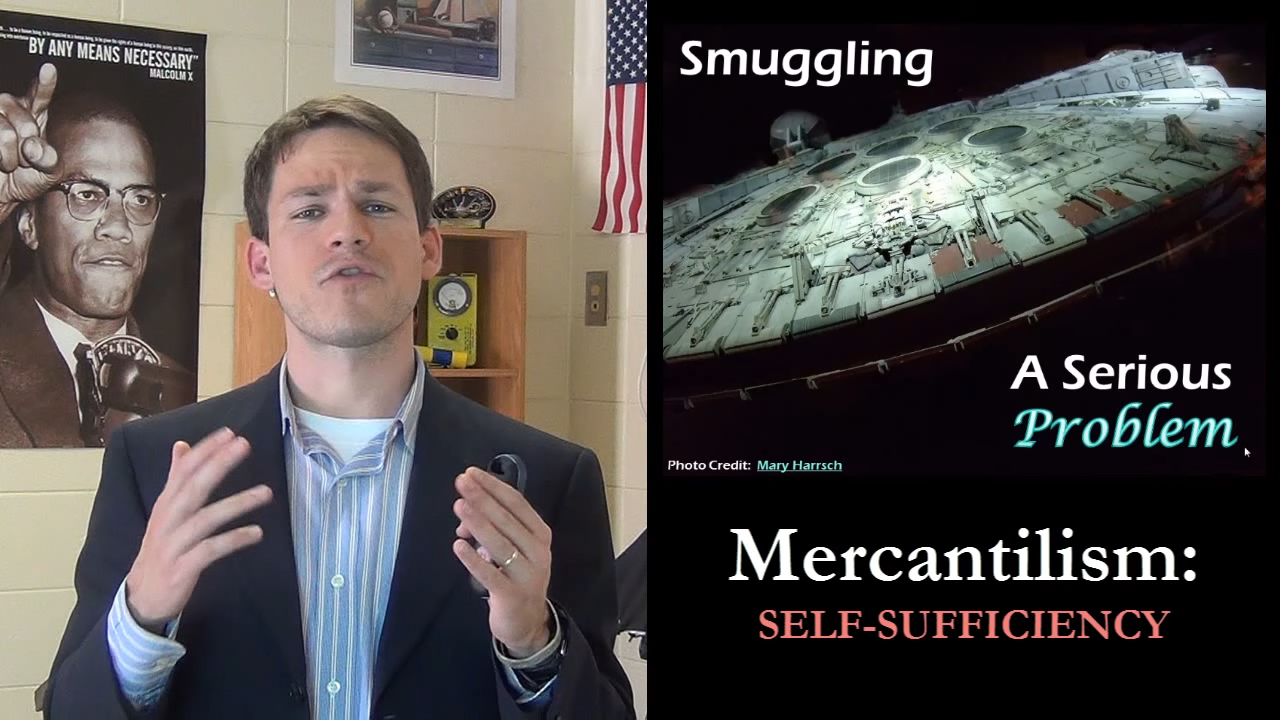 BY ANY MEANS NECESSARY"
MALCOLM X
Smuggling
A Serious
Problem
Photo Credit: Mary Harrsch
Mercantilism:
SELF-SUFFICIENCY